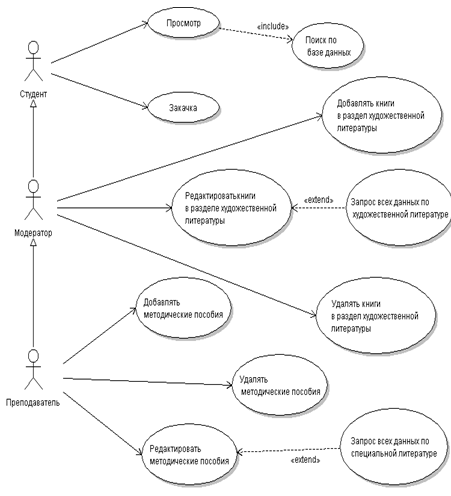 Просмотр
«include»
Поиск по
базе данных
Студент
Закачка
Добавлять книги
в раздел художественной
литературы
Модератор
Редактироватькниги
в разделе художественной
литературы
«extend»
Запрос всех данных по
художественной литературе
Удалять книги
в раздел художественной
литературы
Добавлять
методические пособия
Преподаватель
Удалять
методические пособия
Редактировать
методические пособия
«extend»
Запрос всех данных по
специальной литературе